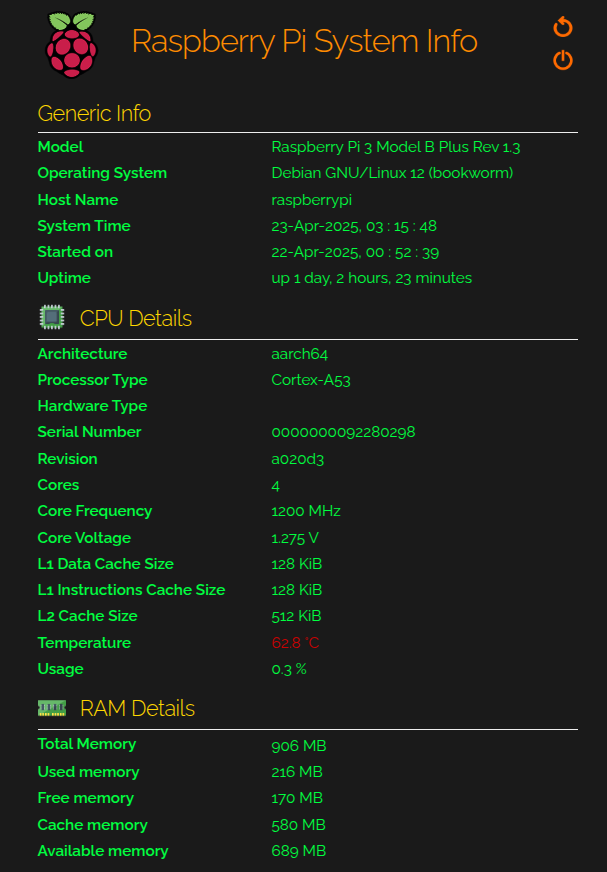 Raspberry Pi System Info
Generic Info
Model Raspberry Pi 3 Model B Plus Rev 1.3
Operating System Debian GNU/Linux 12 (bookworm)
Host Name raspberrypi
System Time 23-Apr-2025, 03 : 15 : 48
Started on 22-Apr-2025, 00 : 52 : 39
Uptime up 1 day, 2 hours, 23 minutes
CPU Details
Architecture aarch64
Processor Type Cortex-A53
Hardware Type
Serial Number 0000000092280298
Revision a020d3
Cores 4
Core Frequency 1200 MHz
Core Voltage 1.275 V
L1 Data Cache Size 128 KiB
L1 Instructions Cache Size 128 KiB
L2 Cache Size 512 KiB
Temperature 62.8 °C
Usage 0.3 %
RAM Details
Total Memory 906 MB
Used memory 216 MB
Free memory 170 MB
Cache memory 580 MB
Available memory 689 MB